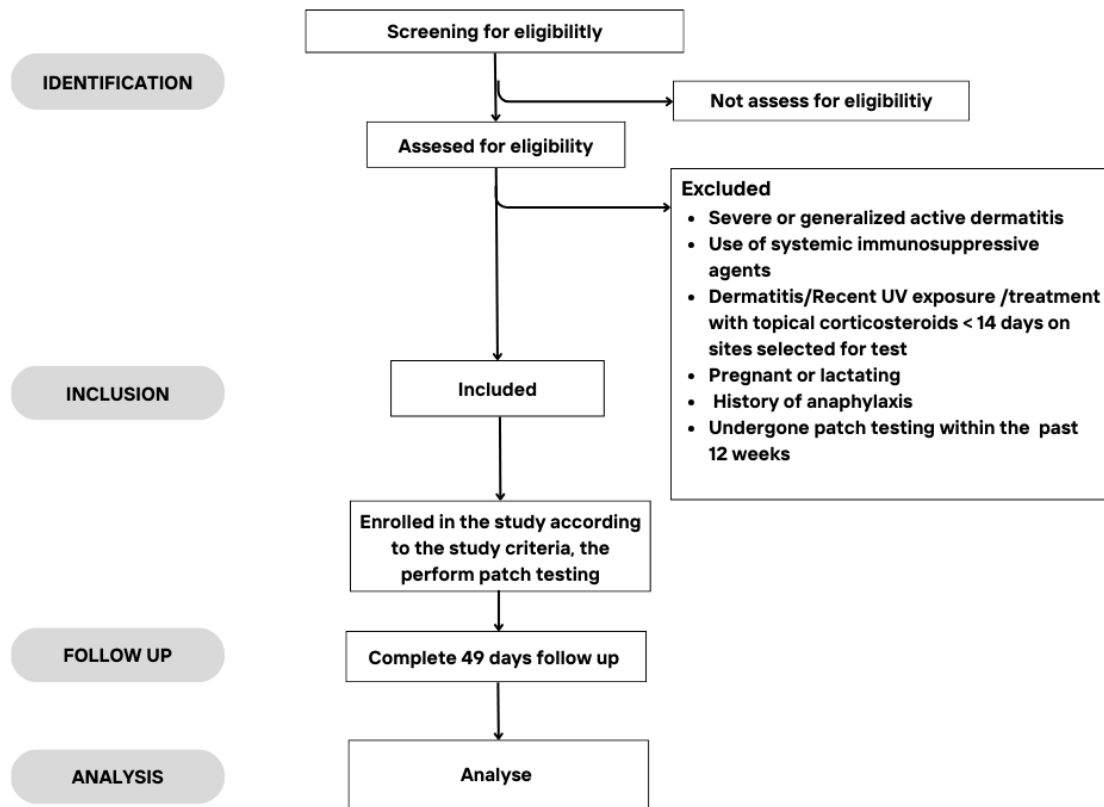 Screening for eligibilitly
IDENTIFICATION
Not assess for eligibilitiy
Assesed for eligibility
Excluded
• Severe or generalized active dermatitis
• Use of systemic immunosuppressive
agents
• Dermatitis/Recent UV exposure /treatment
with topical corticosteroids < 14 days on
sites selected for test
• Pregnant or lactating
• History of anaphylaxis
• Undergone patch testing within the past
12 weeks
INCLUSION
Included
Enrolled in the study according
to the study criteria, the
perform patch testing
FOLLOW UP
Complete 49 days follow up
ANALYSIS
Analyse